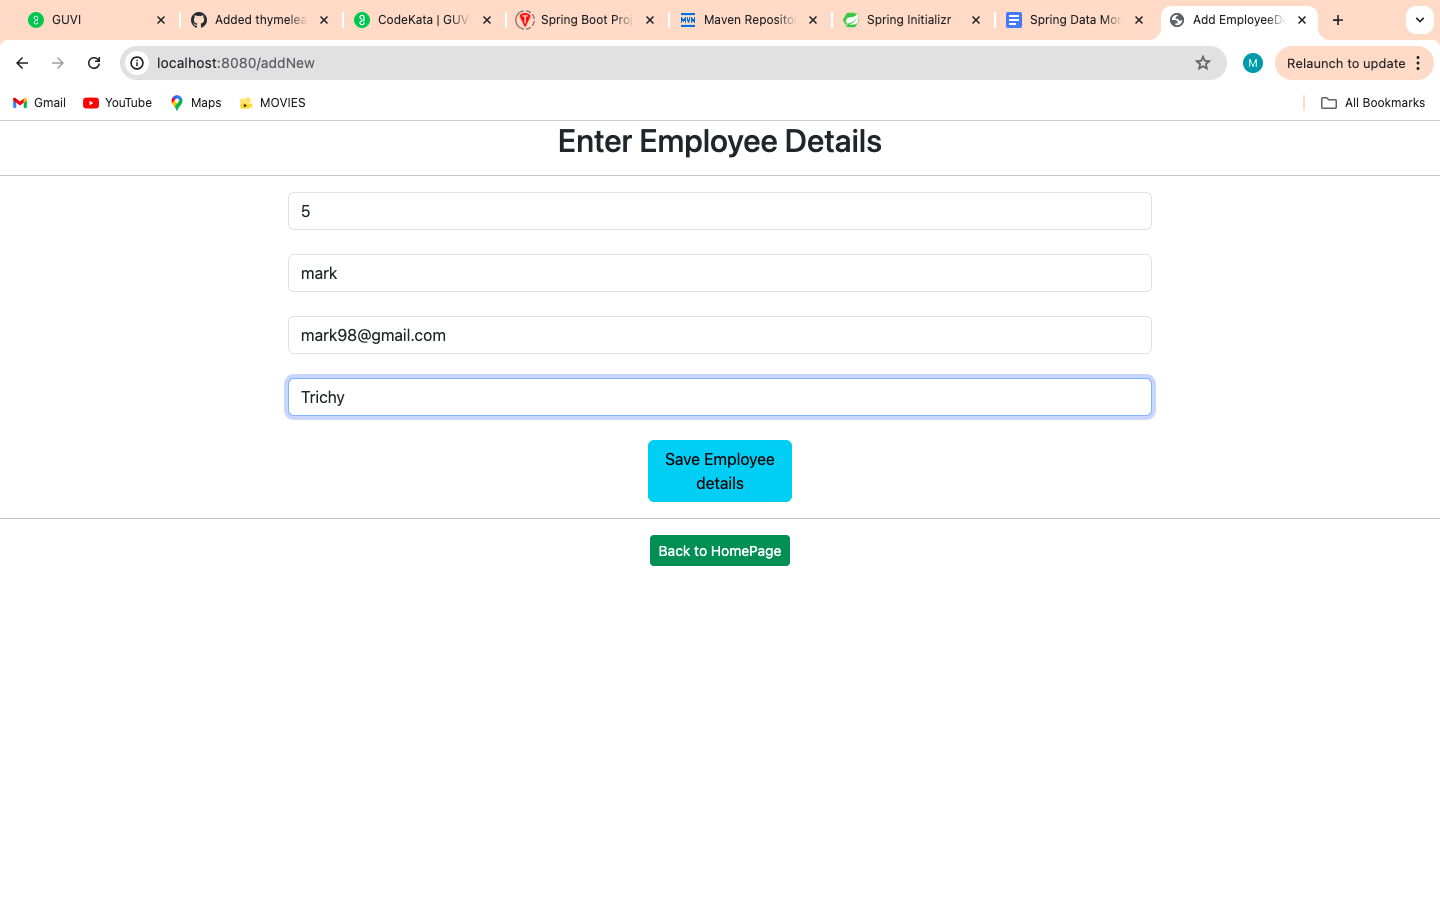 GUVI
Added thymelea
CodeKata | GUV
Spring Boot Proj
Maven Reposito
Spring Initializr
Spring Data Mon
Add EmployeeD
localhost:8080/addNew
M
Relaunch to update
Gmail
YouTube
Maps
MOVIES
All Bookmarks
Enter Employee Details
5
mark
mark98@gmail.com
Trichy
Save Employee
details
Back to HomePage